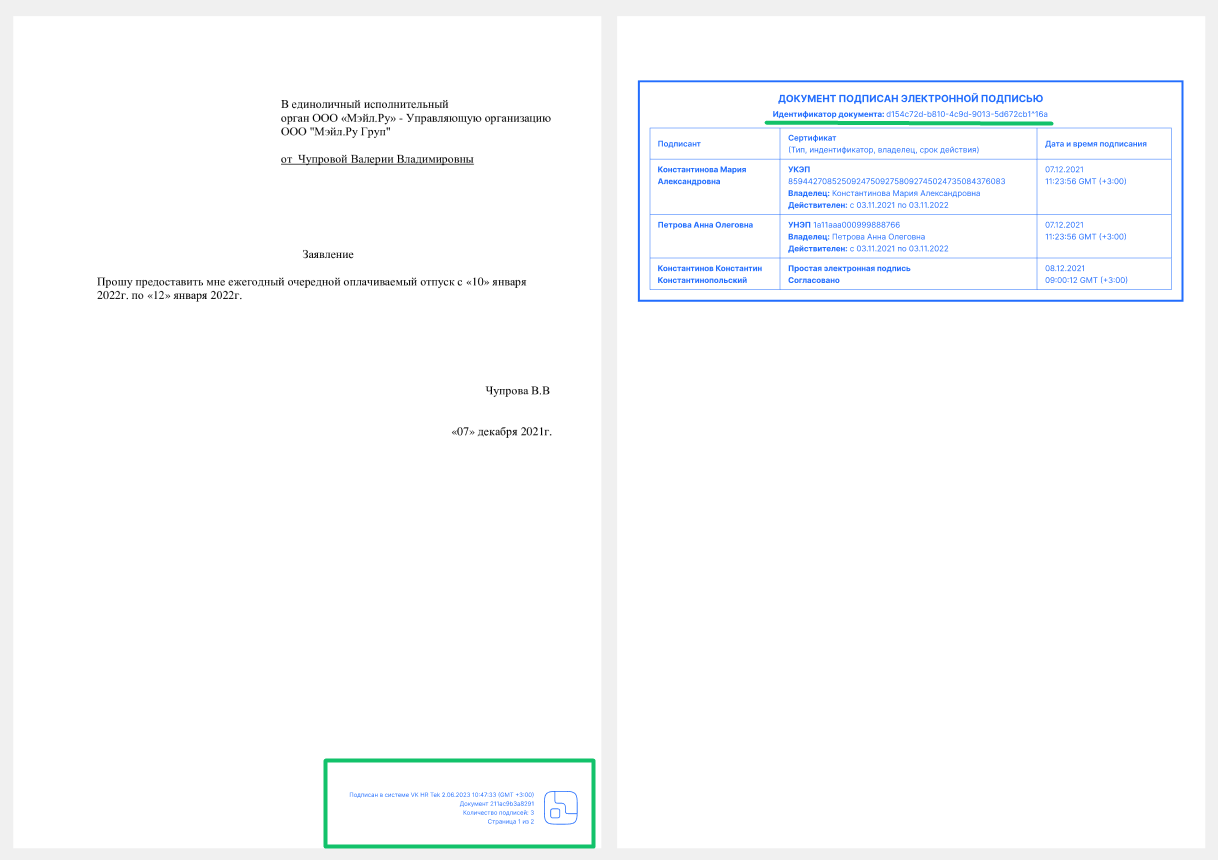 В единоличный исполнительный
орган ООО «Мэйл.Ру» - Управляющую организацию
ООО "Мэйл.Ру Груп"
от Чупровой Валерии Владимировны
Заявление
Прошу предоставить мне ежегодный очередной оплачиваемый отпуск с «10» января
2022г. по «12» января 2022г.
Чупрова В.В
«07» декабря 2021г.
Подписан в системе VK HR Tek 2.06.2023 10:47:33 (GMT +3:00)
Документ 211ac9b3a8291
Количество подписей: 3
Страница 1 из 2
ДОКУМЕНТ ПОДПИСАН ЭЛЕКТРОННОЙ ПОДПИСЬЮ
Идентификатор документа: d154c72d-b810-4c9d-9013-5d672cb1^16a
Подписант
Сертификат
(Тип, индентификатор, владелец, срок действия)
Дата и время подписания
Константинова Мария
Александровна
УКЭП
85944270852509247509275809274502473508437​6083
Владелец: Константинова Мария Александровна
Действителен: с 03.11.2021 по 03.11.2022
07.12.2021
11:23:56 GMT (+3:00)
Петрова Анна Олеговна
УНЭП 1a11aaa000999888766
Владелец: Петрова Анна Олеговна
Действителен: с 03.11.2021 по 03.11.2022
07.12.2021
11:23:56 GMT (+3:00)
Константинов Константин
Константинопольский
Простая электронная подпись
Согласовано
08.12.2021
09:00:12 GMT (+3:00)